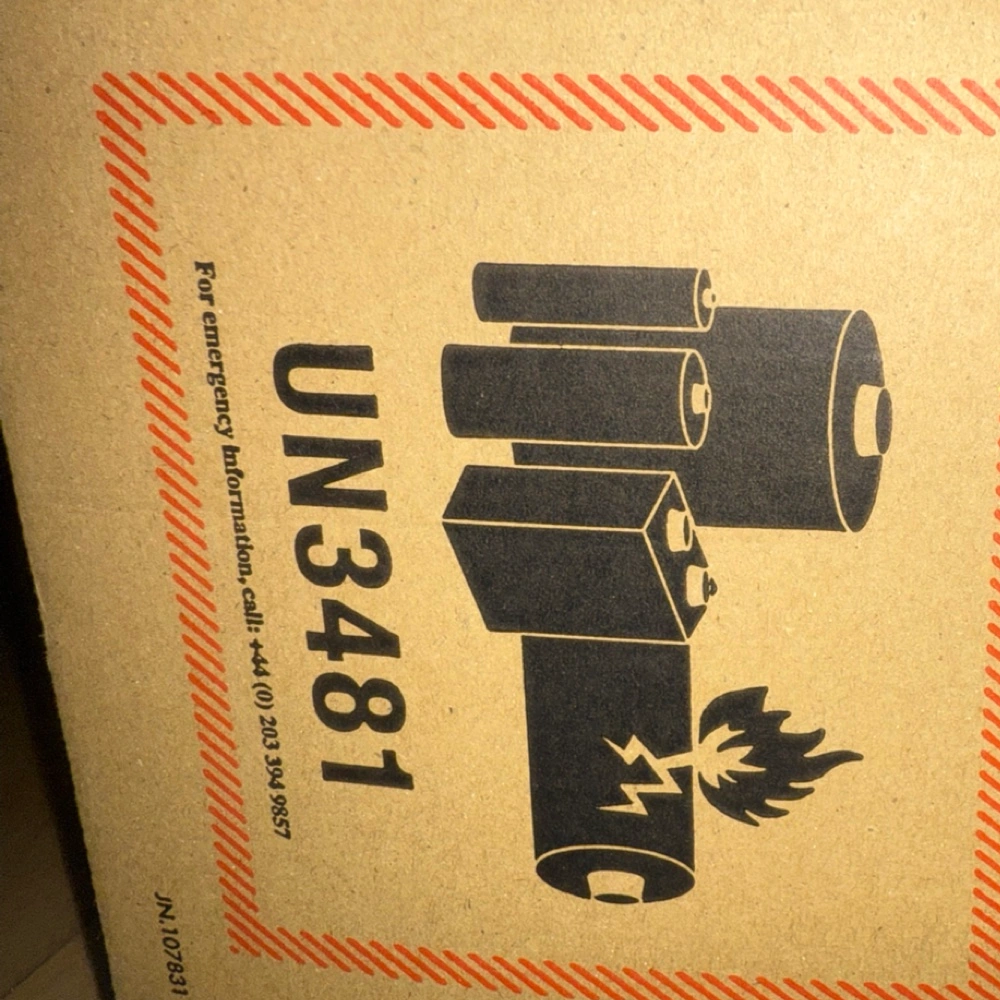 UN3481
For emergency information, call: +44 (0) 203 394 9857
JN.107831